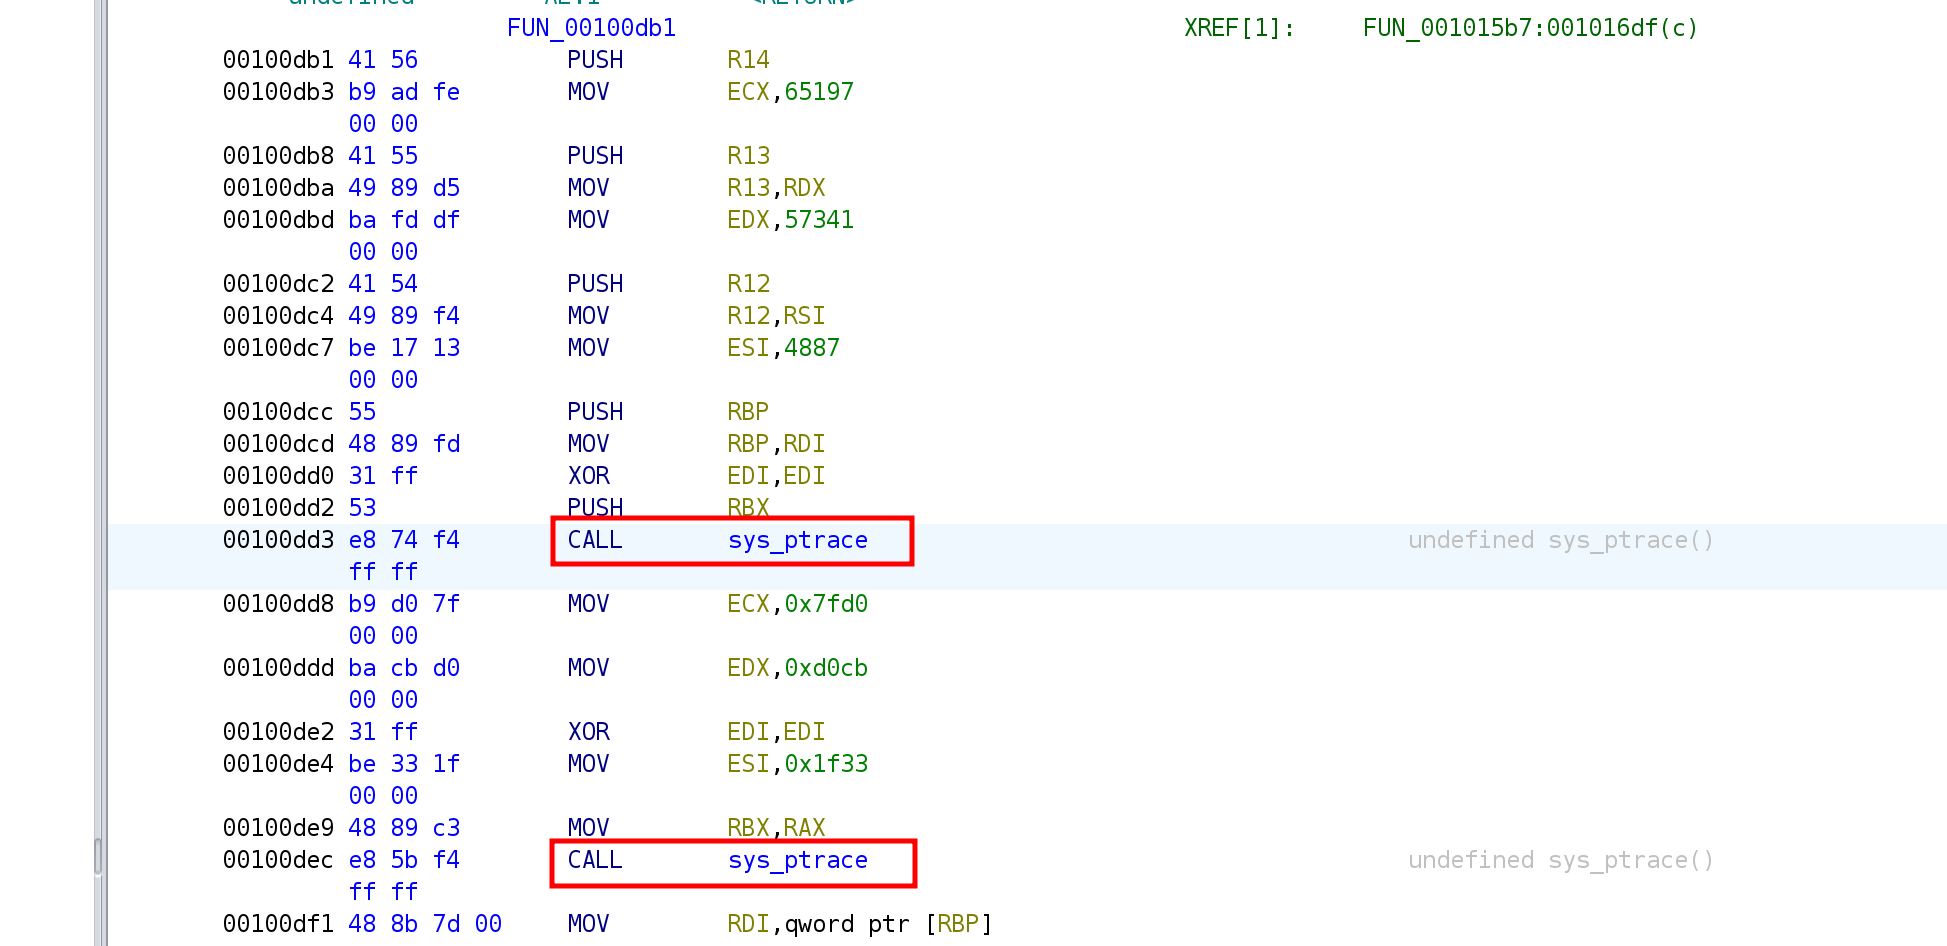 FUN_00100db1 XREF[1]: FUN_001015b7:001016df(c)
00100db1 41 56 PUSH R14
00100db3 b9 ad fe MOV ECX,65197
00 00
00100db8 41 55 PUSH R13
00100dba 49 89 d5 MOV R13,RDX
00100dbd ba fd df MOV EDX,57341
00 00
00100dc2 41 54 PUSH R12
00100dc4 49 89 f4 MOV R12,RSI
00100dc7 be 17 13 MOV ESI,4887
00 00
00100dcc 55 PUSH RBP
00100dcd 48 89 fd MOV RBP,RDI
00100dd0 31 ff XOR EDI,EDI
00100dd2 53 PUSH RBX
00100dd3 e8 74 f4 CALL sys_ptrace undefined sys_ptrace()
ff ff
00100dd8 b9 d0 7f MOV ECX,0x7fd0
00 00
00100ddd ba cb d0 MOV EDX,0xd0cb
00 00
00100de2 31 ff XOR EDI,EDI
00100de4 be 33 1f MOV ESI,0x1f33
00 00
00100de9 48 89 c3 MOV RBX,RAX
00100dec e8 5b f4 CALL sys_ptrace undefined sys_ptrace()
ff ff
00100df1 48 8b 7d 00 MOV RDI,qword ptr [RBP]